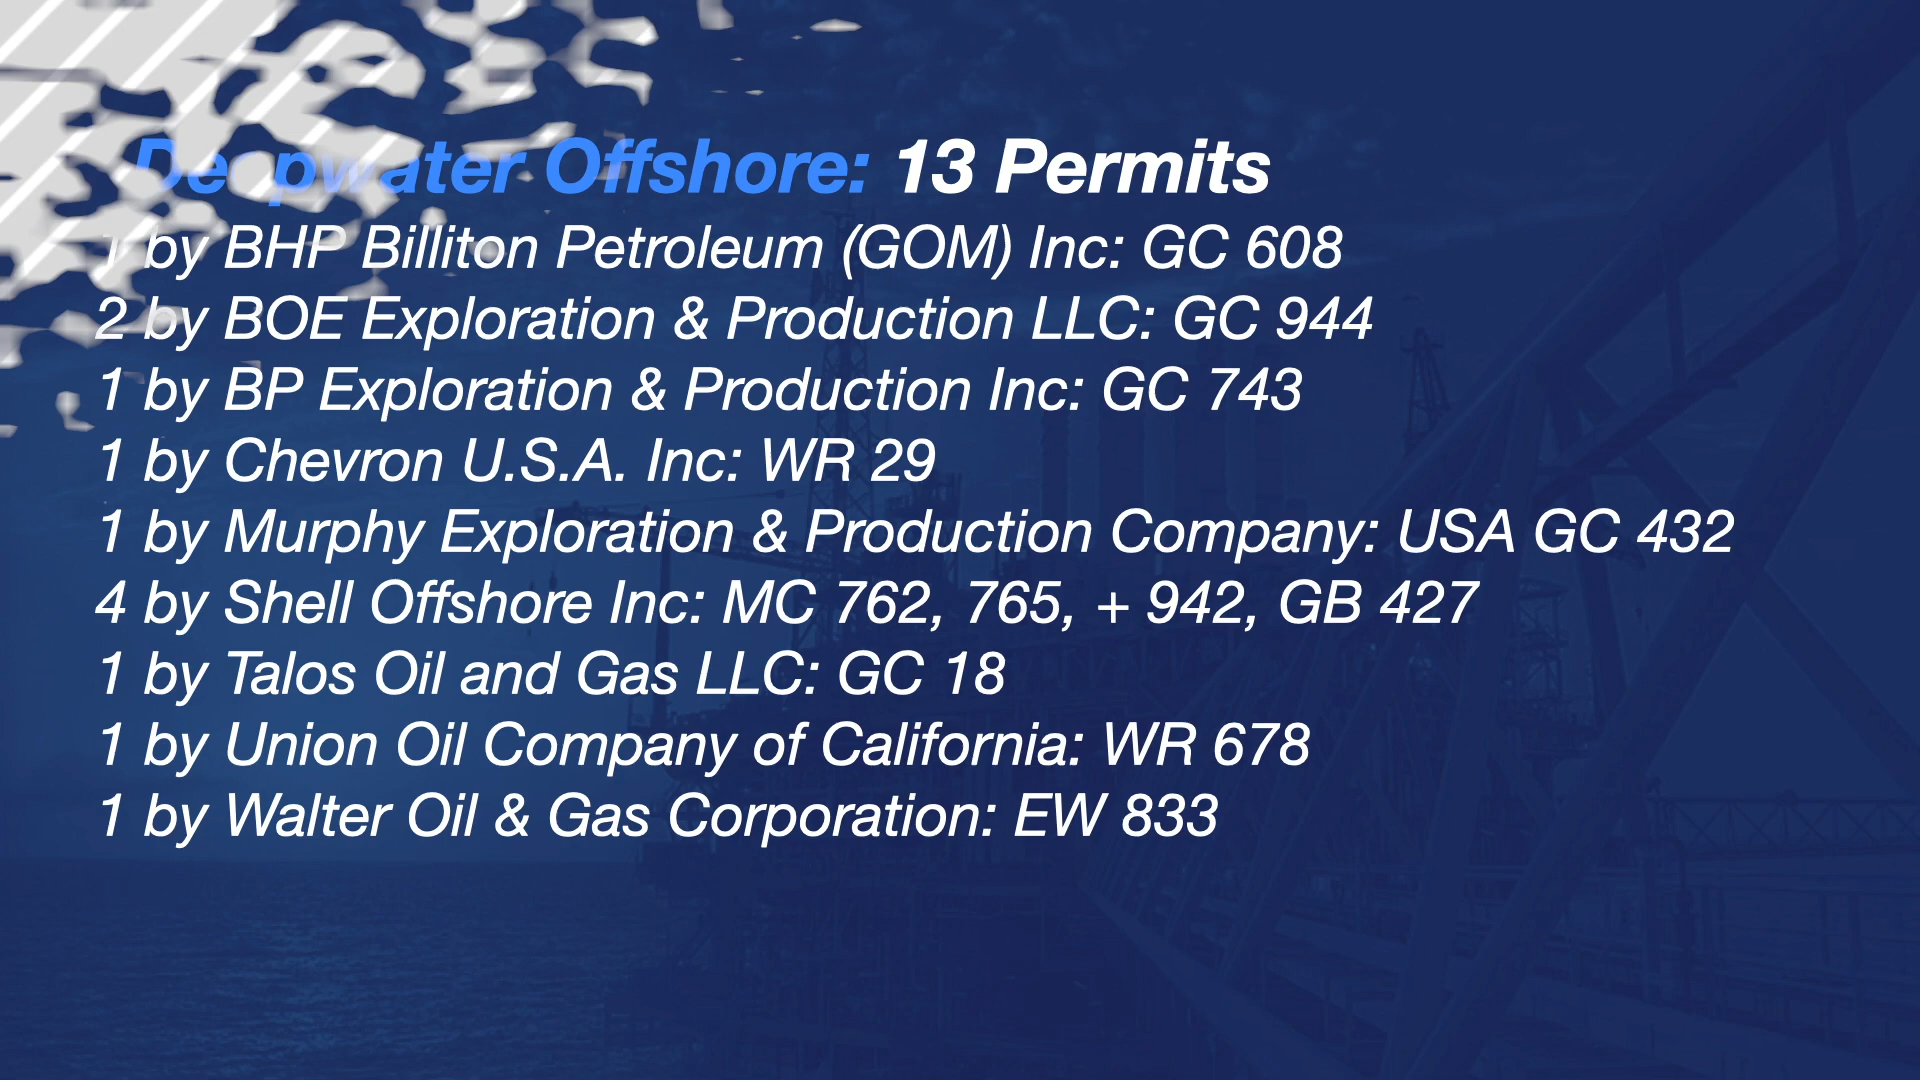 Deepwater Offshore: 13 Permits
1 by BHP Billiton Petroleum (GOM) Inc: GC 608
2 by BOE Exploration & Production LLC: GC 944
1 by BP Exploration & Production Inc: GC 743
1 by Chevron U.S.A. Inc: WR 29
1 by Murphy Exploration & Production Company: USA GC 432
4 by Shell Offshore Inc: MC 762, 765, + 942, GB 427
1 by Talos Oil and Gas LLC: GC 18
1 by Union Oil Company of California: WR 678
1 by Walter Oil & Gas Corporation: EW 833